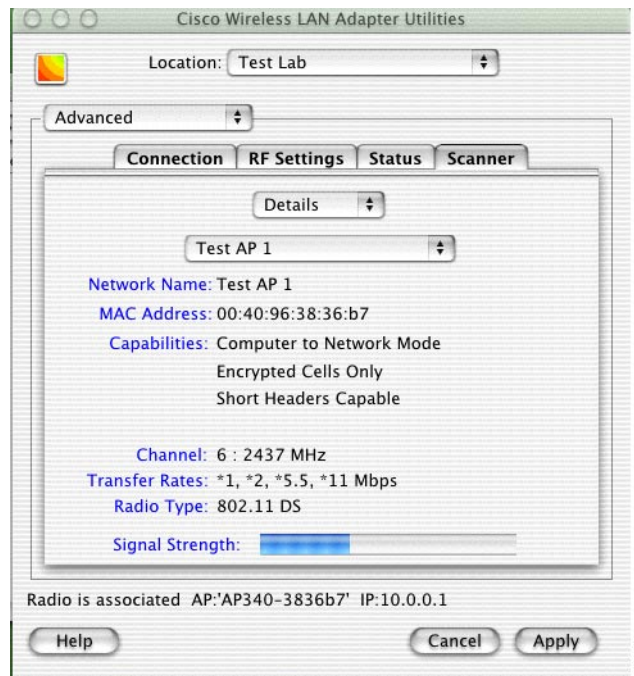 Cisco Wireless LAN Adapter Utilities
Location: Test Lab
Advanced
Connection RF Settings Status Scanner
Details
Test AP 1
Network Name: Test AP 1
MAC Address: 00:40:96:38:36:b7
Capabilities: Computer to Network Mode
Encrypted Cells Only
Short Headers Capable
Channel: 6 : 2437 MHz
Transfer Rates: *1, *2, *5.5, *11 Mbps
Radio Type: 802.11 DS
Signal Strength:
Radio is associated AP:'AP340-3836b7' IP:10.0.0.1
Help Cancel Apply